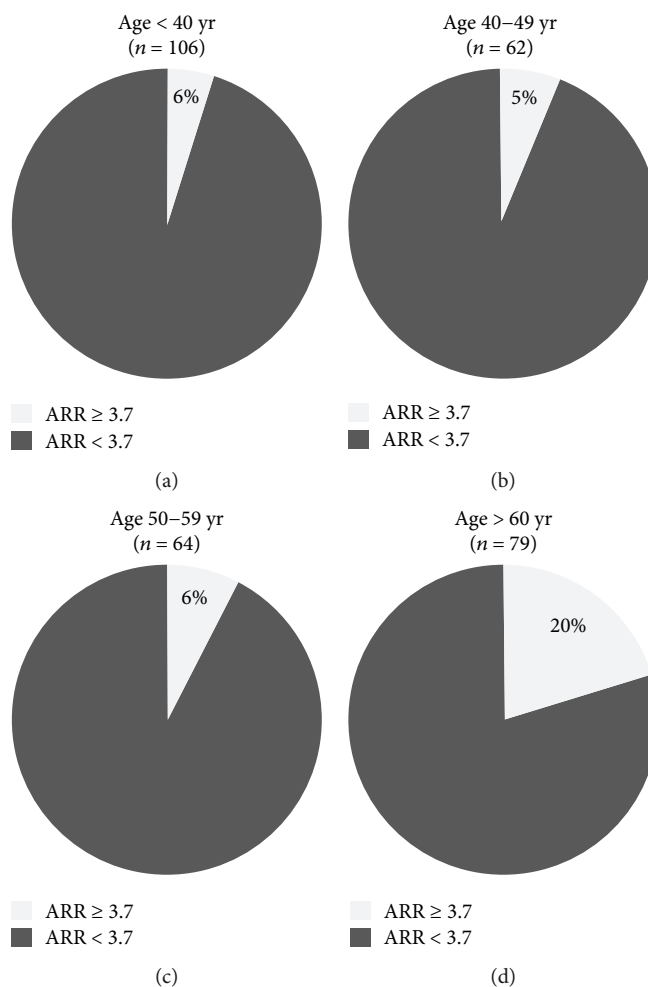 Age < 40 yr
(n = 106)
6%
ARR ≥ 3.7
ARR < 3.7
(a)
Age 40–49 yr
(n = 62)
5%
ARR ≥ 3.7
ARR < 3.7
(b)
Age 50–59 yr
(n = 64)
6%
ARR ≥ 3.7
ARR < 3.7
(c)
Age > 60 yr
(n = 79)
20%
ARR ≥ 3.7
ARR < 3.7
(d)